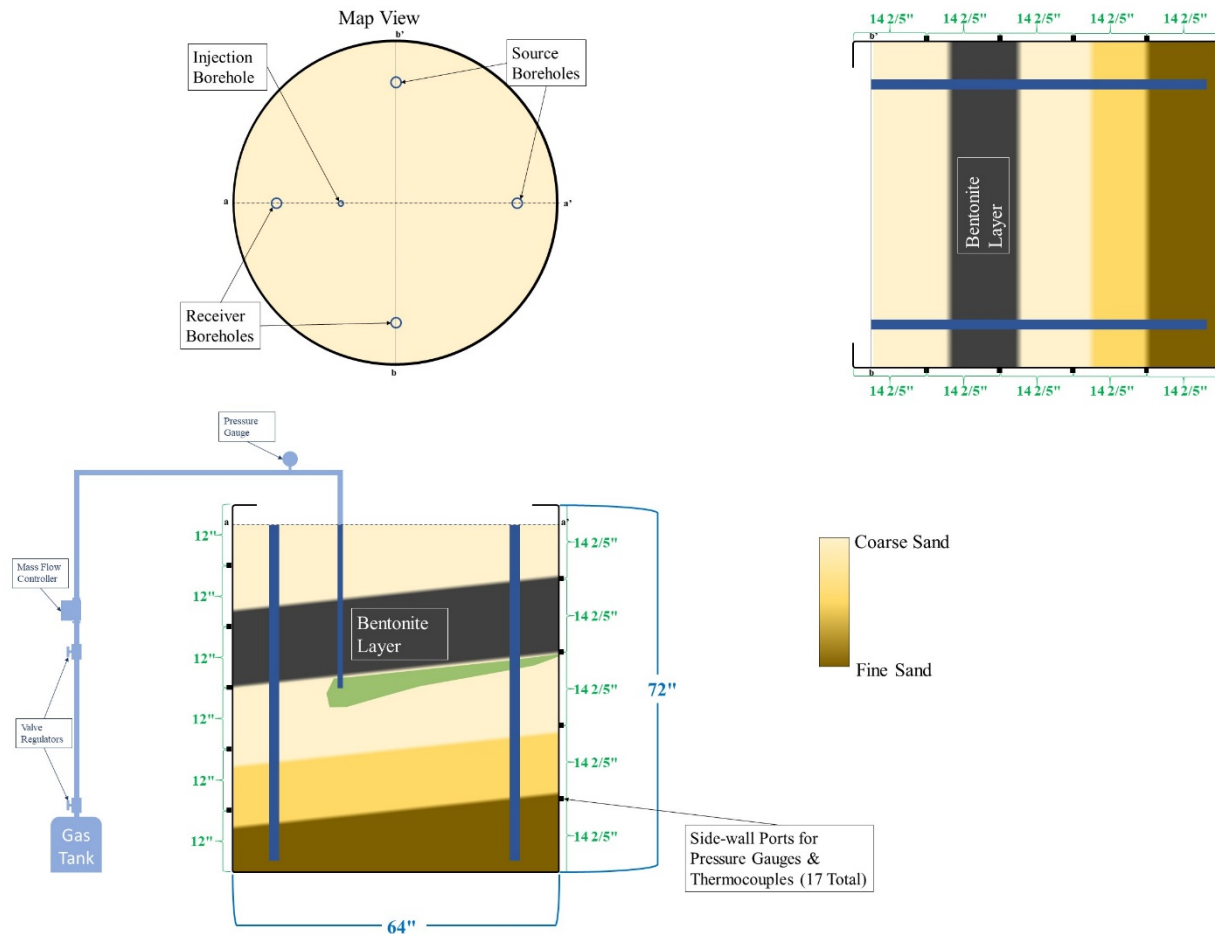 Map View
b'
Injection
Borehole
Source
Boreholes
a
a'
Receiver
Boreholes
b
14 2/5" 14 2/5" 14 2/5" 14 2/5" 14 2/5"
b'
Bentonite
Layer
b
14 2/5" 14 2/5" 14 2/5" 14 2/5" 14 2/5"
Pressure
Gauge
Mass Flow
Controller
Valve
Regulators
Gas
Tank
a
a'
12"
12"
12"
12"
12"
12"
Bentonite
Layer
14 2/5"
14 2/5"
14 2/5"
14 2/5"
14 2/5"
72"
64"
Coarse Sand
Fine Sand
Side-wall Ports for
Pressure Gauges &
Thermocouples (17 Total)